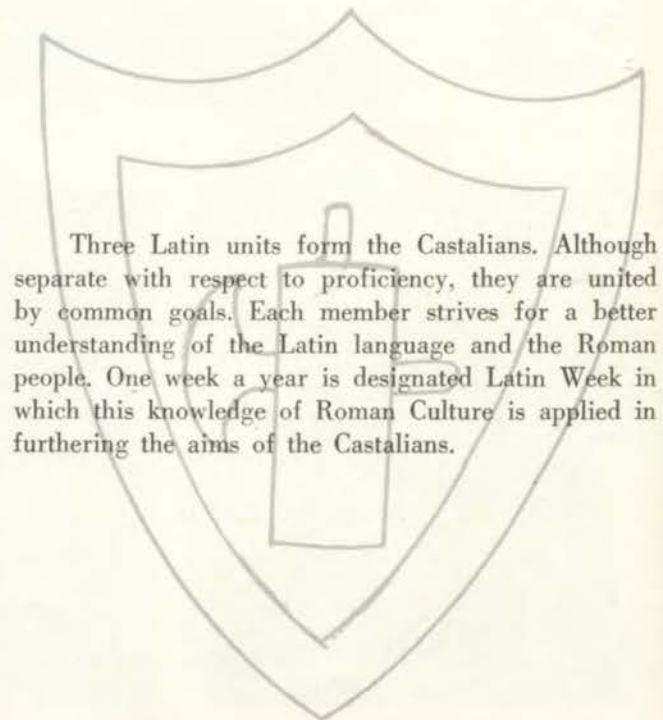 Three Latin units form the Castalians. Although
separate with respect to proficiency, they are united
by common goals. Each member strives for a better
understanding of the Latin language and the Roman
people. One week a year is designated Latin Week in
which this knowledge of Roman Culture is applied in
furthering the aims of the Castalians.